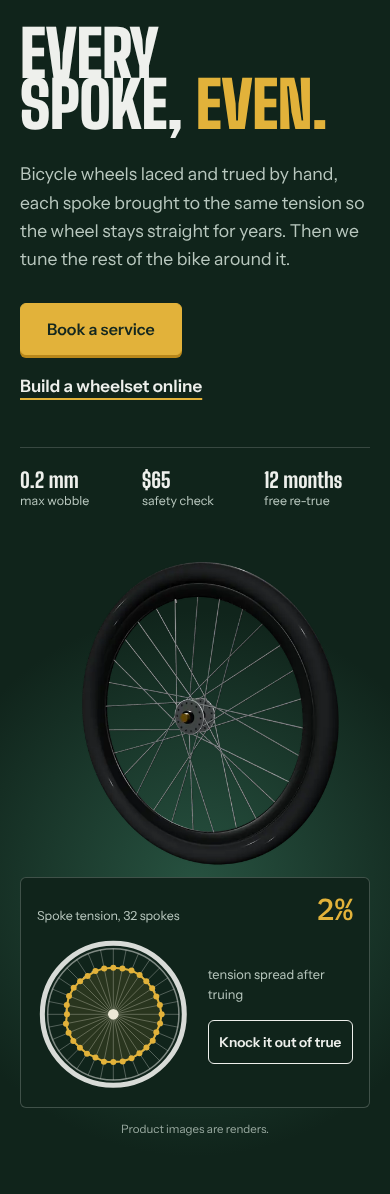 EVERY
SPOKE, EVEN.
Bicycle wheels laced and trued by hand,
each spoke brought to the same tension so
the wheel stays straight for years. Then we
tune the rest of the bike around it.
Book a service
Build a wheelset online
0.2 mm
max wobble
$65
safety check
12 months
free re-true
Spoke tension, 32 spokes
2%
tension spread after
truing
Knock it out of true
Product images are renders.